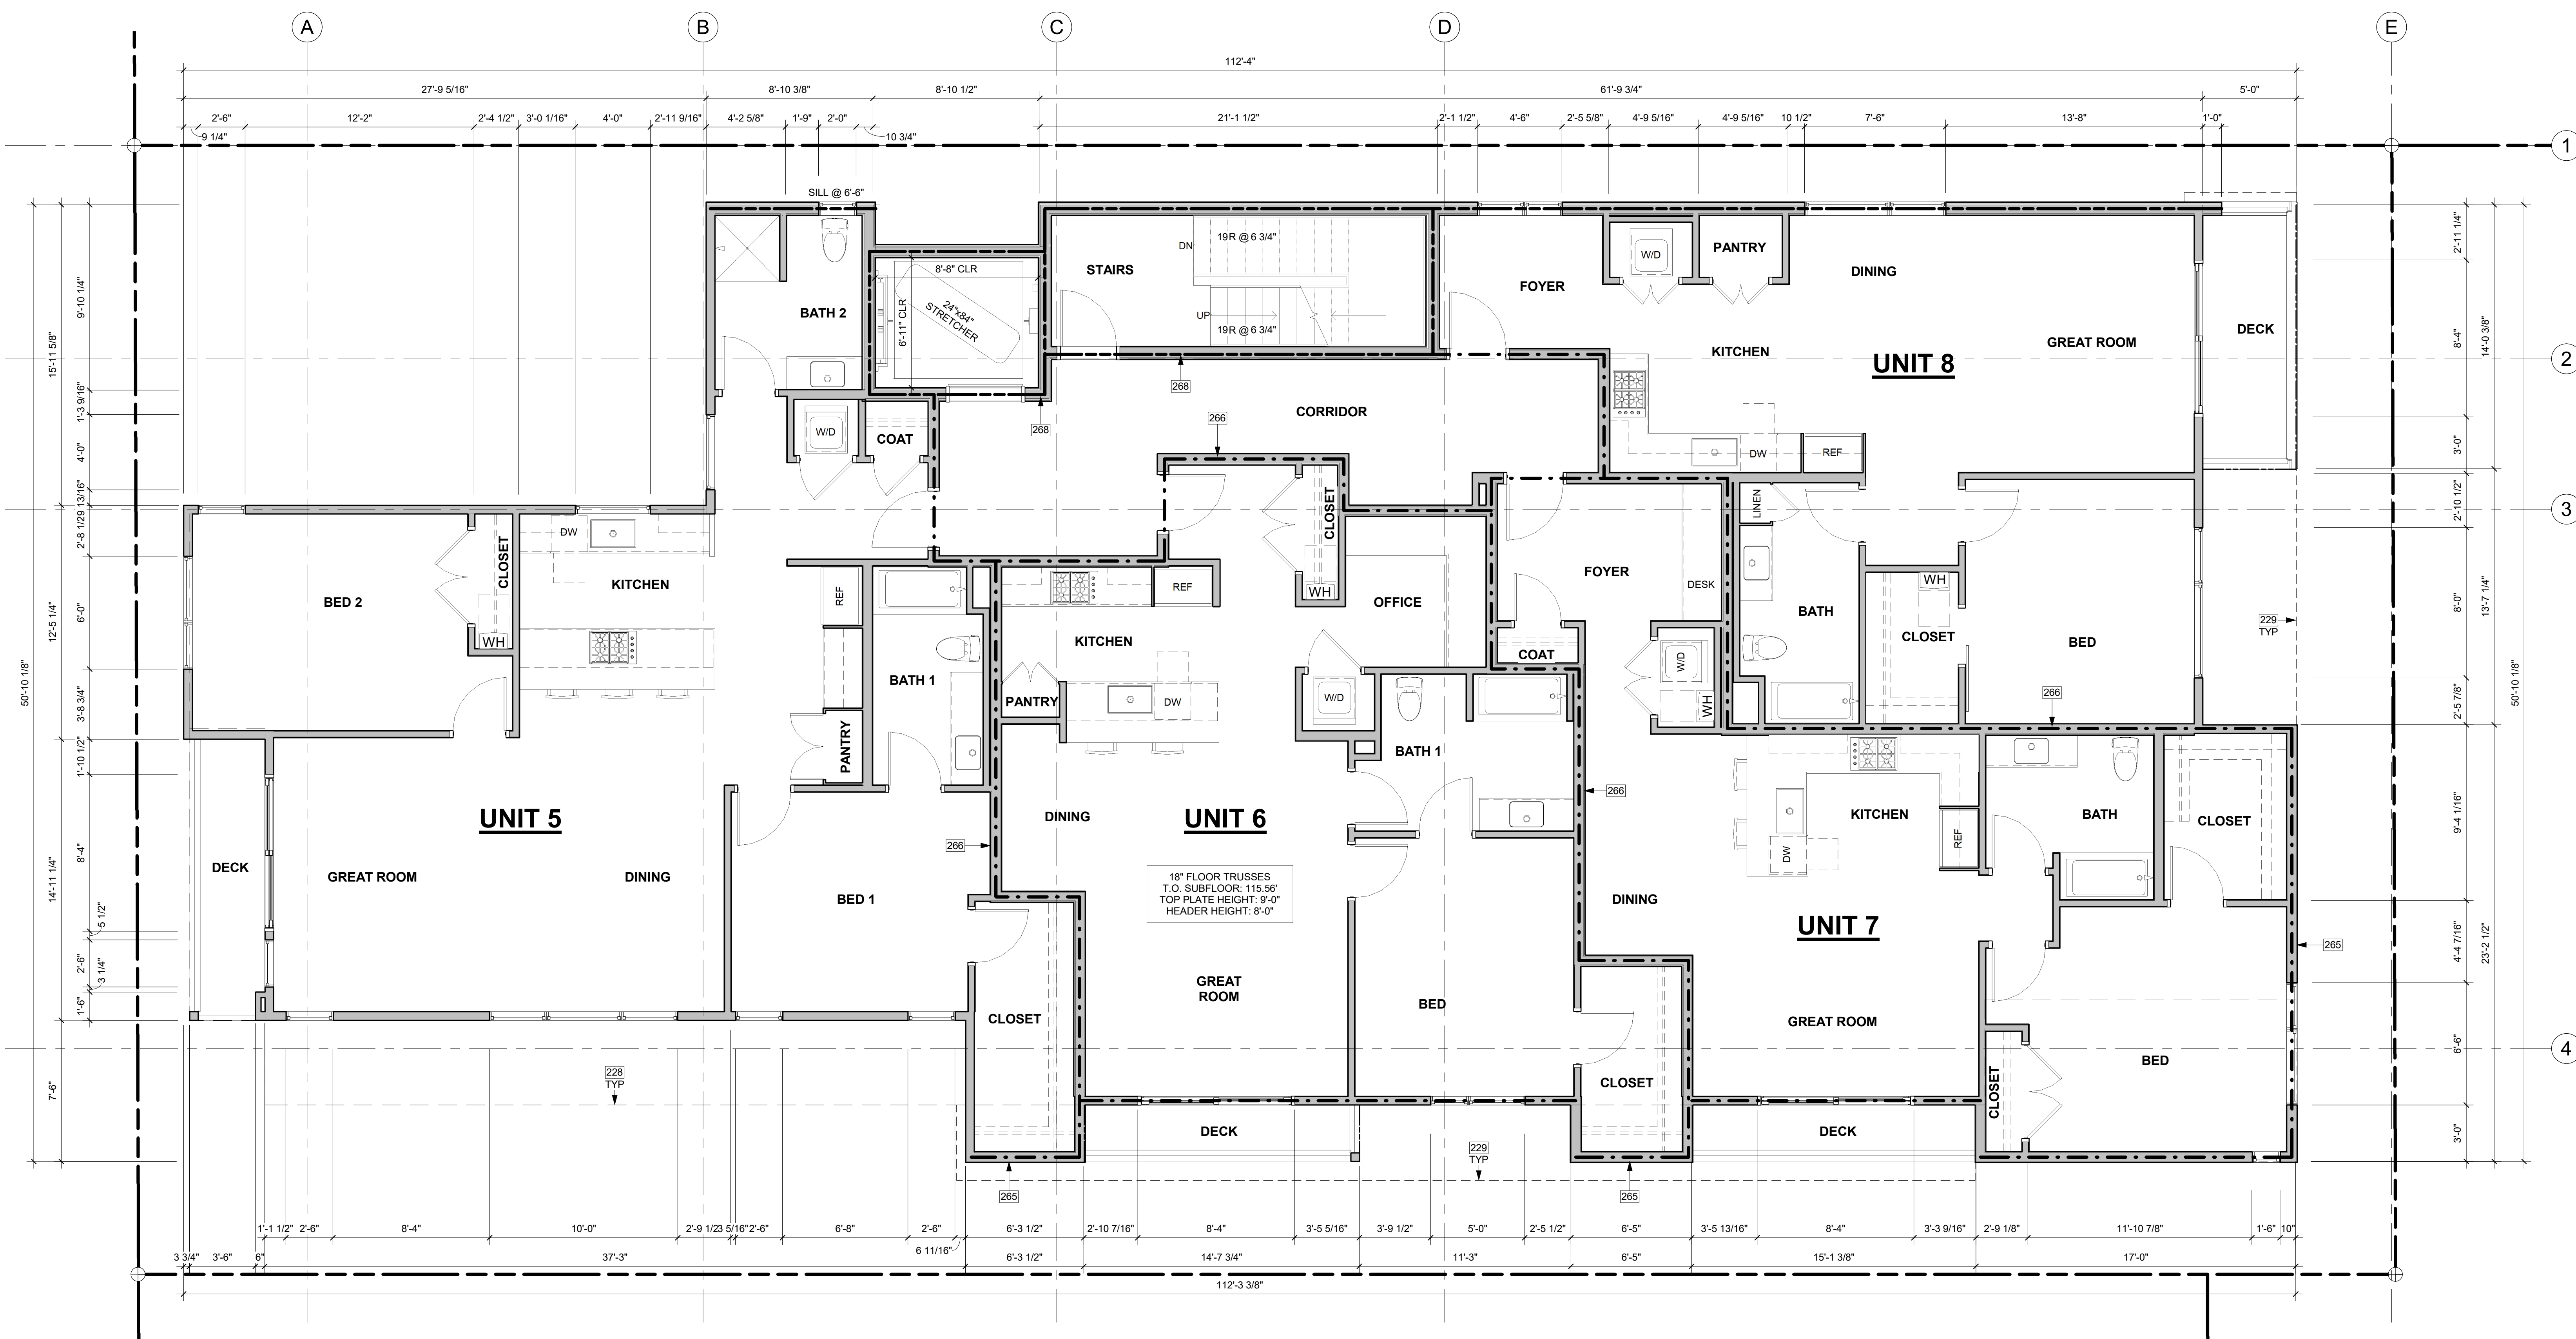 A
B
C
D
E
112'-4"
27'-9 5/16"
8'-10 3/8"
8'-10 1/2"
61'-9 3/4"
5'-0"
2'-6"
12'-2"
2'-4 1/2"
3'-0 1/16"
4'-0"
2'-11 9/16"
4'-2 5/8"
1'-9"
2'-0"
21'-1 1/2"
2'-1 1/2"
4'-6"
2'-5 5/8"
4'-9 5/16"
4'-9 5/16"
10 1/2"
7'-6"
13'-8"
1'-0"
9 1/4"
10 3/4"
1
SILL @ 6'-6"
BATH 2
8'-8" CLR
6'-11" CLR
24"x84"
STRETCHER
STAIRS
DN
19R @ 6 3/4"
UP
19R @ 6 3/4"
FOYER
W/D
PANTRY
DINING
KITCHEN
UNIT 8
GREAT ROOM
DECK
2
268
268
266
CORRIDOR
W/D
COAT
DW
REF
3
DW
KITCHEN
CLOSET
WH
BED 2
REF
PANTRY
BATH 1
KITCHEN
REF
PANTRY
DW
CLOSET
WH
OFFICE
W/D
FOYER
DESK
COAT
W/D
WH
LINEN
BATH
WH
CLOSET
BED
229
TYP
266
UNIT 5
DECK
GREAT ROOM
DINING
BED 1
266
CLOSET
DINING
UNIT 6
18" FLOOR TRUSSES
T.O. SUBFLOOR: 115.56'
TOP PLATE HEIGHT: 9'-0"
HEADER HEIGHT: 8'-0"
GREAT
ROOM
BATH 1
BED
266
DINING
KITCHEN
DW
REF
UNIT 7
GREAT ROOM
BATH
CLOSET
265
BED
CLOSET
CLOSET
4
228
TYP
DECK
229
TYP
DECK
265
265
50'-10 1/8"
15'-11 5/8"
12'-5 1/4"
14'-11 1/4"
7'-6"
9'-10 1/4"
1'-3 9/16"
4'-0"
2'-8 1/2"
6'-0"
3'-8 3/4"
1'-10 1/2"
8'-4"
5 1/2"
2'-6"
3 1/4"
1'-6"
2'-11 1/4"
8'-4"
3'-0"
2'-10 1/2"
8'-0"
2'-5 7/8"
9'-4 1/16"
4'-4 7/16"
6'-6"
3'-0"
14'-0 3/8"
13'-7 1/4"
23'-2 1/2"
50'-10 1/8"
1'-1 1/2"
2'-6"
8'-4"
10'-0"
2'-9 1/2"
3 5/16"
2'-6"
6'-8"
2'-6"
6'-3 1/2"
2'-10 7/16"
8'-4"
3'-5 5/16"
3'-9 1/2"
5'-0"
2'-5 1/2"
6'-5"
3'-5 13/16"
8'-4"
3'-3 9/16"
2'-9 1/8"
11'-10 7/8"
1'-6"
10"
6 11/16"
3 3/4"
3'-6"
6"
37'-3"
6'-3 1/2"
14'-7 3/4"
11'-3"
6'-5"
15'-1 3/8"
17'-0"
112'-3 3/8"